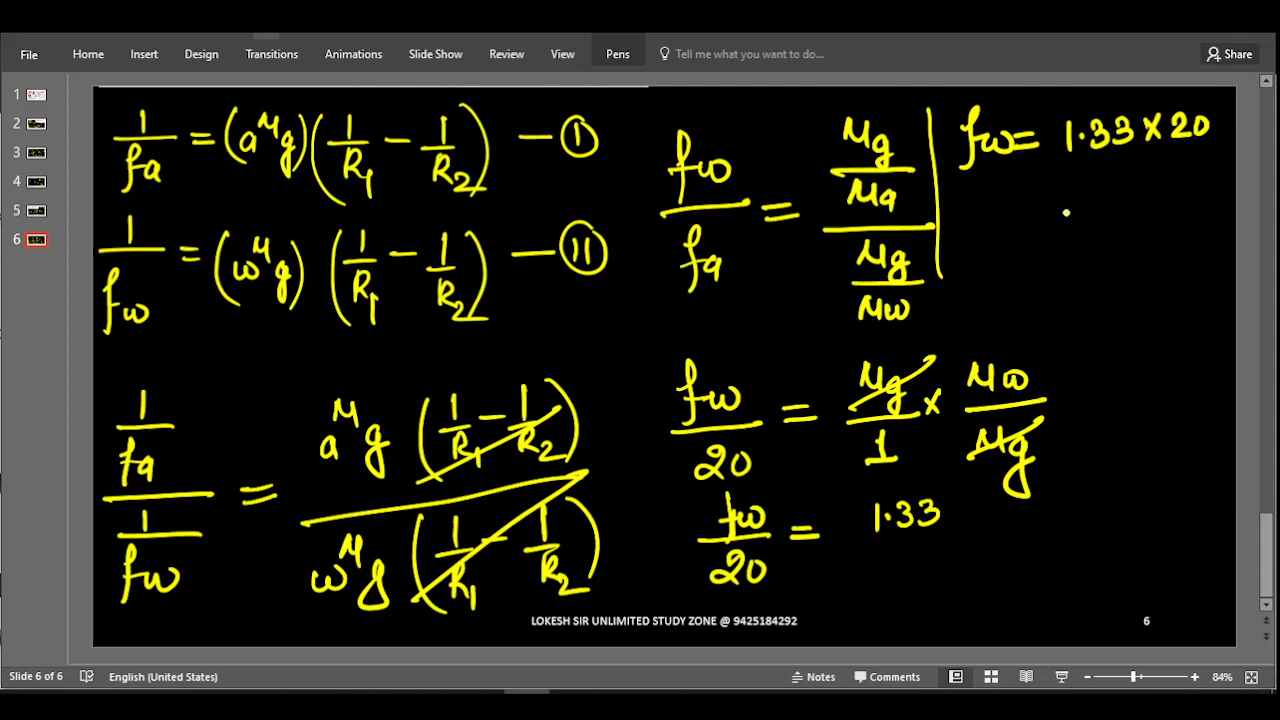 File Home Insert Design Transitions Animations Slide Show Review View Pens Tell me what you want to do... Share
1
2
3
4
5
6
1/fa = (aμg)(1/R1 − 1/R2) — I
1/fw = (wμg) (1/R1 − 1/R2) — II
1/fa / 1/fw = aμg (1/R1 − 1/R2) / wμg (1/R1 − 1/R2)
fw/fa = μg/μa / μg/μw
fw/20 = μg/1 × μw/μg
fw/20 = 1.33
fw = 1.33 × 20
LOKESH SIR UNLIMITED STUDY ZONE @ 9425184292 6
Slide 6 of 6 English (United States) Notes Comments 84%